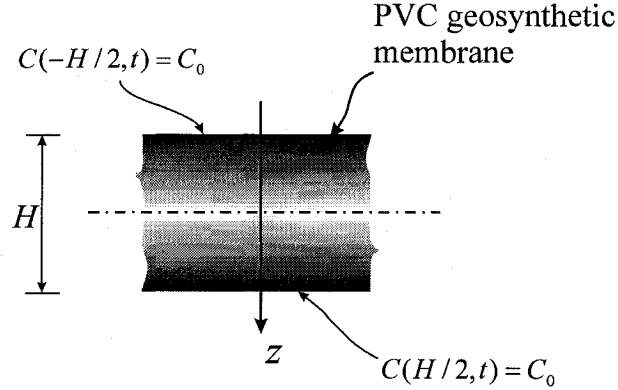 PVC geosynthetic
membrane
C(-H/2,t)=C₀
H
z
C(H/2,t)=C₀